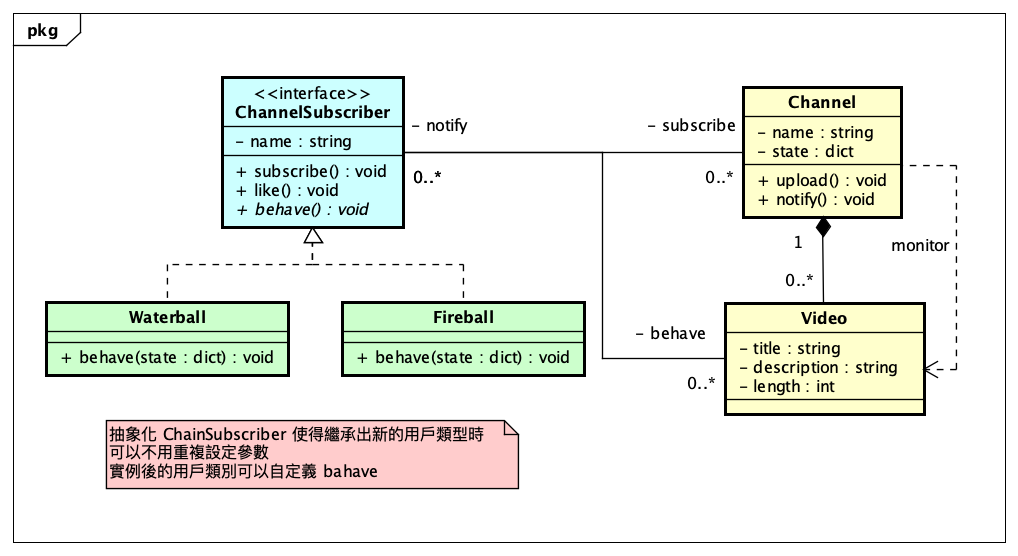 pkg
<<interface>>
ChannelSubscriber
- name : string
+ subscribe() : void
+ like() : void
+ behave() : void
- notify
0..*
- subscribe
0..*
Channel
- name : string
- state : dict
+ upload() : void
+ notify() : void
monitor
1
0..*
Video
- title : string
- description : string
- length : int
- behave
0..*
Waterball
+ behave(state : dict) : void
Fireball
+ behave(state : dict) : void
抽象化 ChainSubscriber 使得繼承出新的用戶類型時
可以不用重複設定參數
實例後的用戶類別可以自定義 bahave